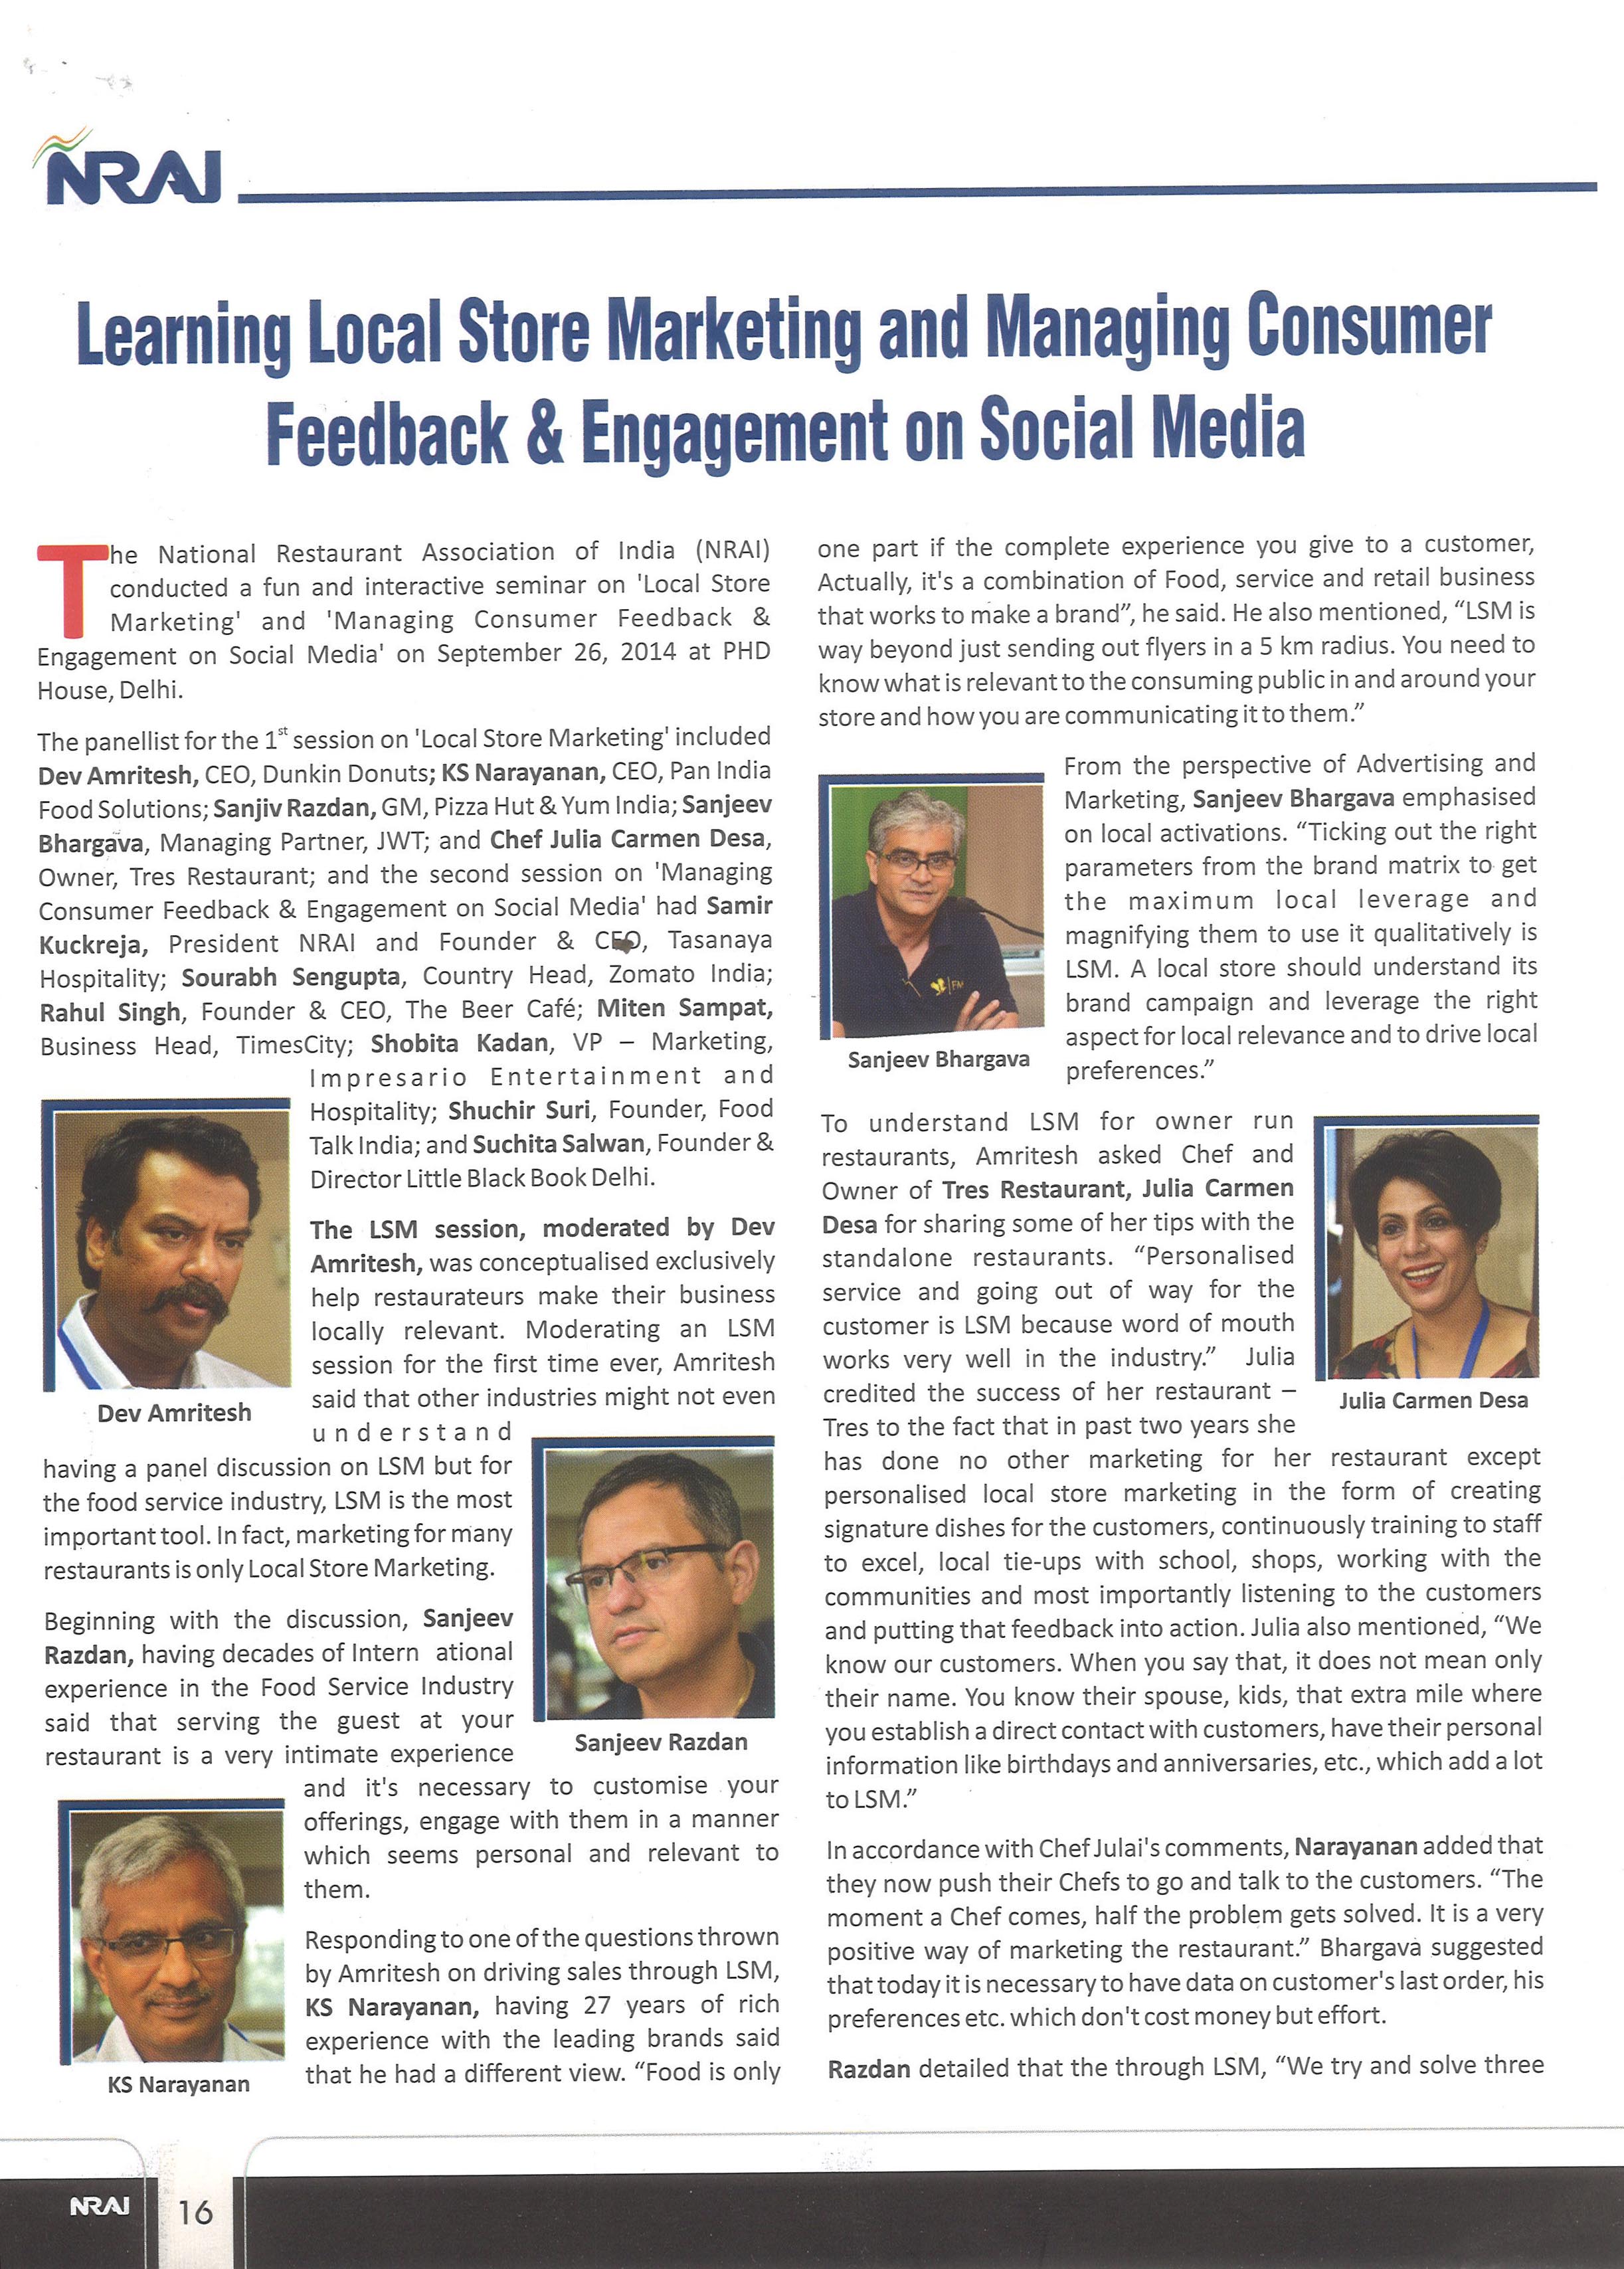 NRAI
Learning Local Store Marketing and Managing Consumer
Feedback & Engagement on Social Media
The National Restaurant Association of India (NRAI)
conducted a fun and interactive seminar on 'Local Store
Marketing' and 'Managing Consumer Feedback &
Engagement on Social Media' on September 26, 2014 at PHD
House, Delhi.
The panellist for the 1st session on 'Local Store Marketing' included
Dev Amritesh, CEO, Dunkin Donuts; KS Narayanan, CEO, Pan India
Food Solutions; Sanjiv Razdan, GM, Pizza Hut & Yum India; Sanjeev
Bhargava, Managing Partner, JWT; and Chef Julia Carmen Desa,
Owner, Tres Restaurant; and the second session on 'Managing
Consumer Feedback & Engagement on Social Media' had Samir
Kuckreja, President NRAI and Founder & CEO, Tasanaya
Hospitality; Sourabh Sengupta, Country Head, Zomato India;
Rahul Singh, Founder & CEO, The Beer Café; Miten Sampat,
Business Head, TimesCity; Shobita Kadan, VP – Marketing,
Impresario Entertainment and
Hospitality; Shuchir Suri, Founder, Food
Talk India; and Suchita Salwan, Founder &
Director Little Black Book Delhi.
Dev Amritesh
The LSM session, moderated by Dev
Amritesh, was conceptualised exclusively
help restaurateurs make their business
locally relevant. Moderating an LSM
session for the first time ever, Amritesh
said that other industries might not even
understand
having a panel discussion on LSM but for
the food service industry, LSM is the most
important tool. In fact, marketing for many
restaurants is only Local Store Marketing.
Sanjeev Razdan
Beginning with the discussion, Sanjeev
Razdan, having decades of Intern ational
experience in the Food Service Industry
said that serving the guest at your
restaurant is a very intimate experience
and it's necessary to customise your
offerings, engage with them in a manner
which seems personal and relevant to
them.
KS Narayanan
Responding to one of the questions thrown
by Amritesh on driving sales through LSM,
KS Narayanan, having 27 years of rich
experience with the leading brands said
that he had a different view. “Food is only
one part if the complete experience you give to a customer,
Actually, it's a combination of Food, service and retail business
that works to make a brand”, he said. He also mentioned, “LSM is
way beyond just sending out flyers in a 5 km radius. You need to
know what is relevant to the consuming public in and around your
store and how you are communicating it to them.”
FM
Sanjeev Bhargava
From the perspective of Advertising and
Marketing, Sanjeev Bhargava emphasised
on local activations. “Ticking out the right
parameters from the brand matrix to get
the maximum local leverage and
magnifying them to use it qualitatively is
LSM. A local store should understand its
brand campaign and leverage the right
aspect for local relevance and to drive local
preferences.”
To understand LSM for owner run
restaurants, Amritesh asked Chef and
Owner of Tres Restaurant, Julia Carmen
Desa for sharing some of her tips with the
standalone restaurants. “Personalised
service and going out of way for the
customer is LSM because word of mouth
works very well in the industry.” Julia
credited the success of her restaurant –
Tres to the fact that in past two years she
has done no other marketing for her restaurant except
personalised local store marketing in the form of creating
signature dishes for the customers, continuously training to staff
to excel, local tie-ups with school, shops, working with the
communities and most importantly listening to the customers
and putting that feedback into action. Julia also mentioned, “We
know our customers. When you say that, it does not mean only
their name. You know their spouse, kids, that extra mile where
you establish a direct contact with customers, have their personal
information like birthdays and anniversaries, etc., which add a lot
to LSM.”
Julia Carmen Desa
In accordance with Chef Julai's comments, Narayanan added that
they now push their Chefs to go and talk to the customers. “The
moment a Chef comes, half the problem gets solved. It is a very
positive way of marketing the restaurant.” Bhargava suggested
that today it is necessary to have data on customer's last order, his
preferences etc. which don't cost money but effort.
Razdan detailed that the through LSM, “We try and solve three
NRAI 16